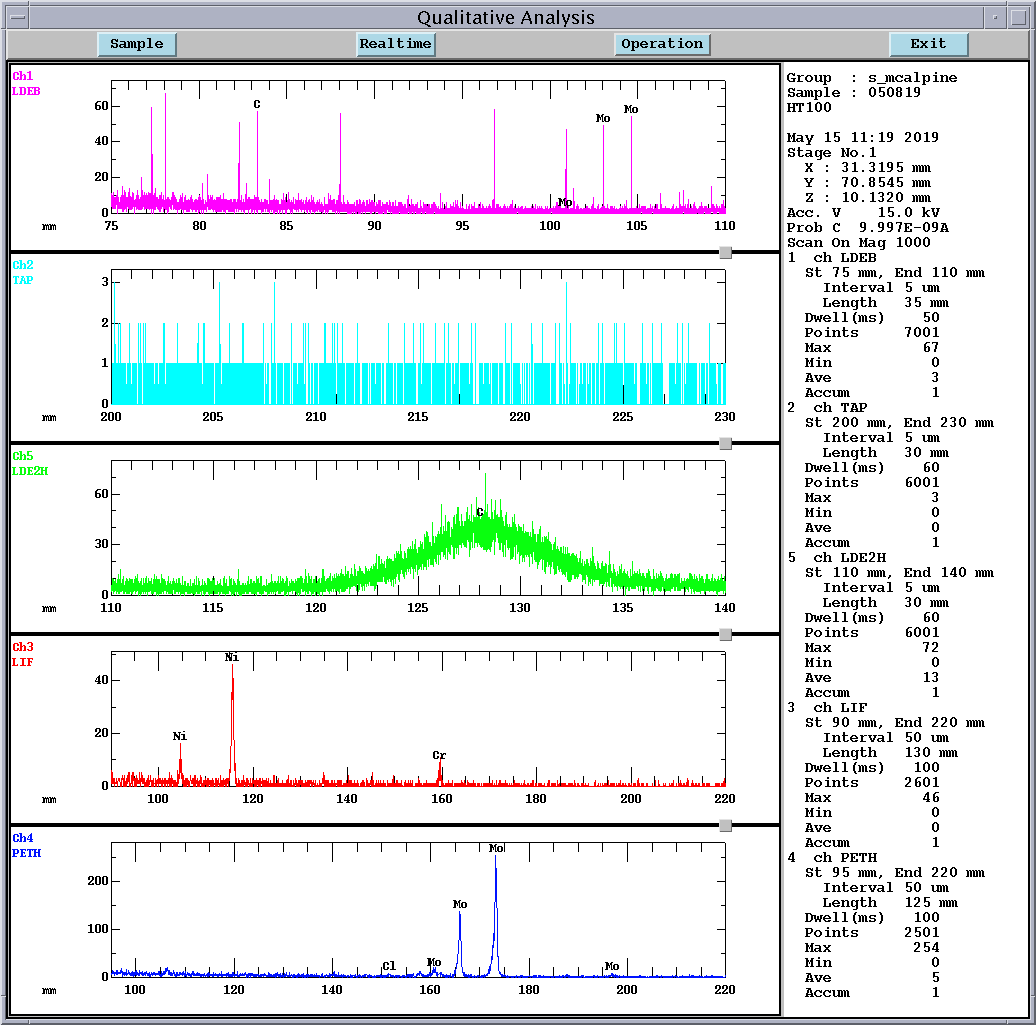 Qualitative Analysis
Sample Realtime Operation Exit
Ch1
LDEB
60
40
20
0
C
Mo
Mo
Mo
mm 75 80 85 90 95 100 105 110
Ch2
TAP
3
2
1
0
mm 200 205 210 215 220 225 230
Ch5
LDE2H
60
30
0
C
mm 110 115 120 125 130 135 140
Ch3
LIF
40
20
0
Ni
Ni
Cr
mm 100 120 140 160 180 200 220
Ch4
PETH
200
100
0
Mo
Mo
Cl
Mo
Mo
mm 100 120 140 160 180 200 220
Group : s_mcalpine
Sample : 050819
HT100
May 15 11:19 2019
Stage No.1
X : 31.3195 mm
Y : 70.8545 mm
Z : 10.1320 mm
Acc. V 15.0 kV
Prob C 9.997E-09A
Scan On Mag 1000
1 ch LDEB
St 75 mm, End 110 mm
Interval 5 um
Length 35 mm
Dwell(ms) 50
Points 7001
Max 67
Min 0
Ave 3
Accum 1
2 ch TAP
St 200 mm, End 230 mm
Interval 5 um
Length 30 mm
Dwell(ms) 60
Points 6001
Max 3
Min 0
Ave 0
Accum 1
5 ch LDE2H
St 110 mm, End 140 mm
Interval 5 um
Length 30 mm
Dwell(ms) 60
Points 6001
Max 72
Min 0
Ave 13
Accum 1
3 ch LIF
St 90 mm, End 220 mm
Interval 50 um
Length 130 mm
Dwell(ms) 100
Points 2601
Max 46
Min 0
Ave 0
Accum 1
4 ch PETH
St 95 mm, End 220 mm
Interval 50 um
Length 125 mm
Dwell(ms) 100
Points 2501
Max 254
Min 0
Ave 5
Accum 1